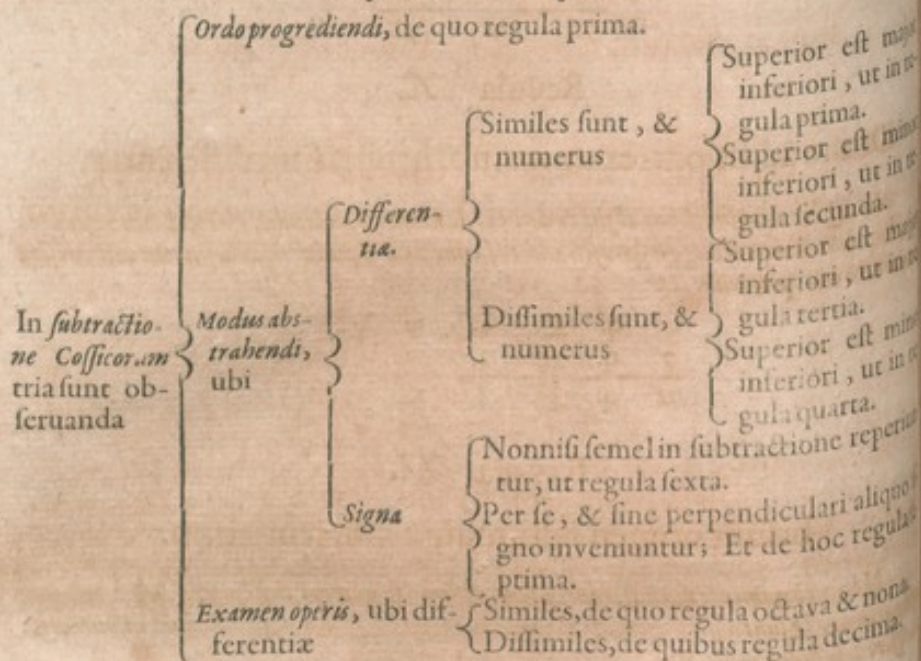 Ordo progrediendi, de quo regula prima.
In ſubtractio-
ne Coſſicorum
tria ſunt ob-
ſeruanda
Modus abs-
trahendi,
ubi
Differen-
tiæ.
Similes ſunt, &
numerus
Superior eſt
inferiori, ut in
gula prima.
Superior eſt
inferiori, ut in
gula ſecunda.
Diſſimiles ſunt, &
numerus
Superior eſt
inferiori, ut in
gula tertia.
Superior eſt
inferiori, ut in
gula quarta.
Signa
Nonniſi ſemel in ſubtractione
tur, ut regula ſexta.
Per ſe, & ſine perpendiculari aliquo
gno inveniuntur; Et de hoc regula
prima.
Examen operis, ubi dif-
ferentiæ
Similes, de quo regula octava & nona.
Diſſimiles, de quibus regula decima.